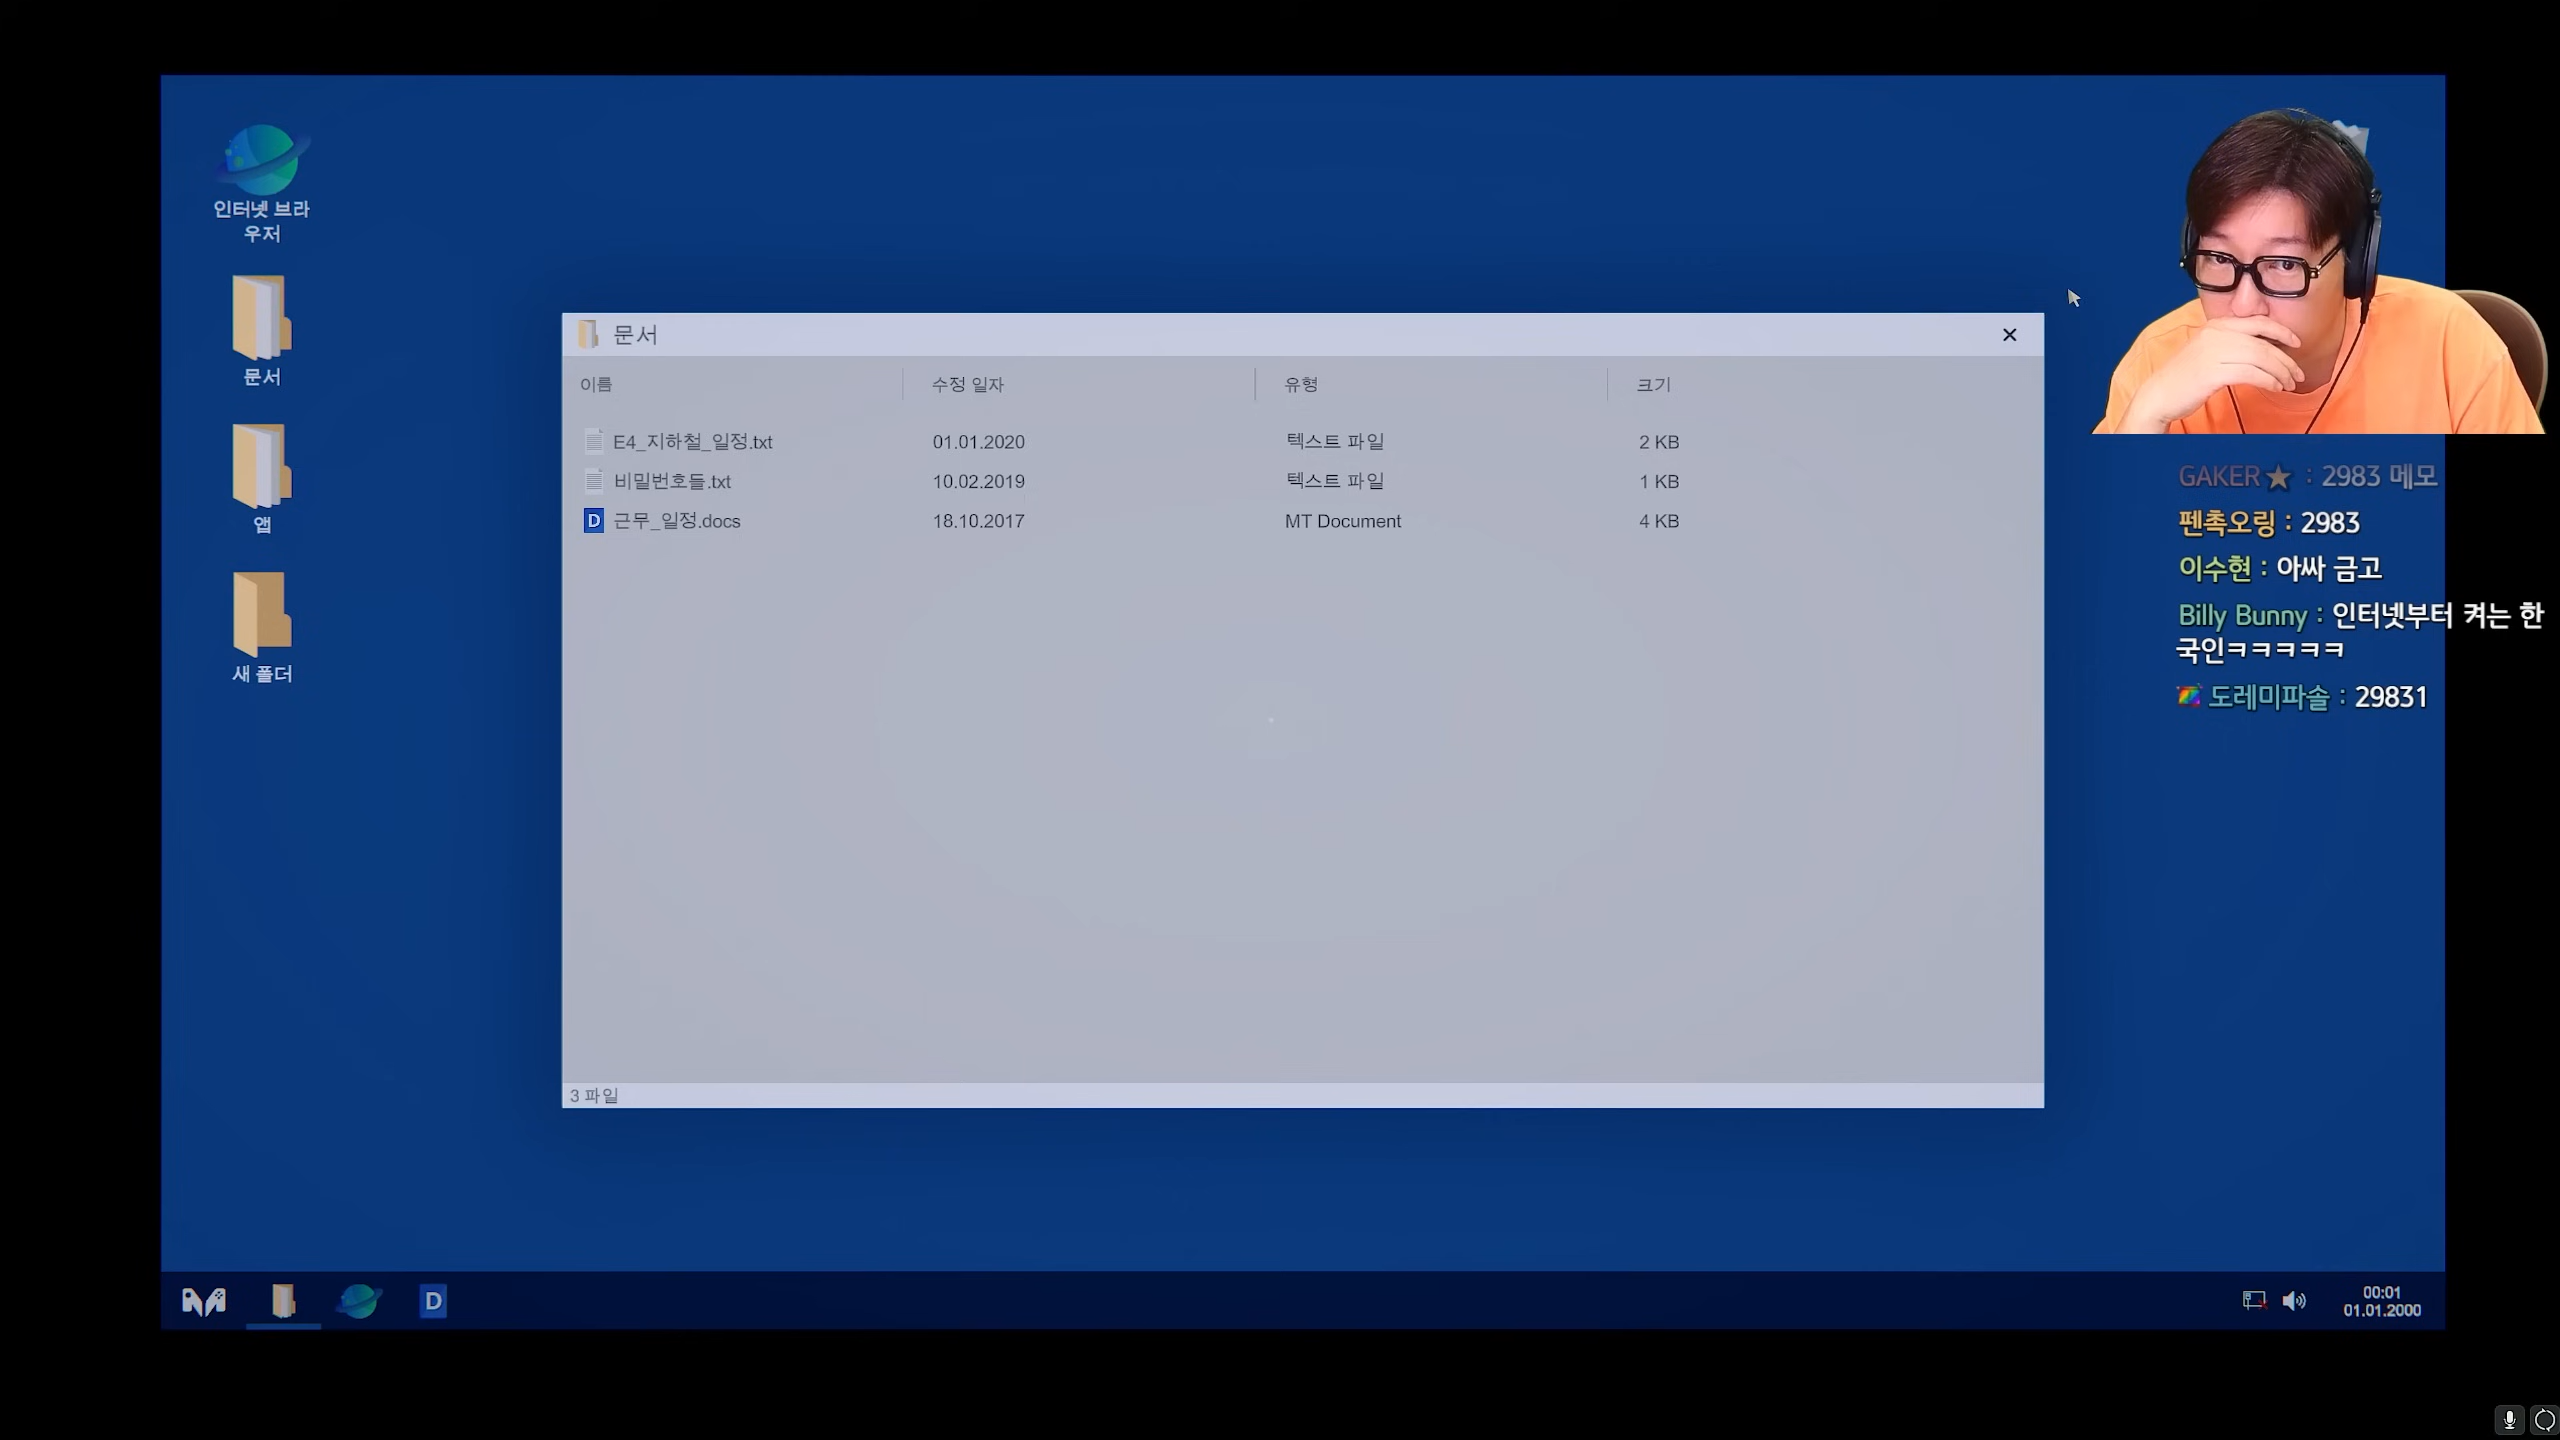 인터넷 브라
우저
문서
앱
새 폴더
문서
이름 수정 일자 유형 크기
E4_지하철_일정.txt 01.01.2020 텍스트 파일 2 KB
비밀번호들.txt 10.02.2019 텍스트 파일 1 KB
D 근무_일정.docs 18.10.2017 MT Document 4 KB
3 파일
GAKER★ : 2983 메모
펜촉오링 : 2983
이수현 : 아싸 금고
Billy Bunny : 인터넷부터 켜는 한
국인ㅋㅋㅋㅋㅋ
도레미파솔 : 29831
D
00:01
01.01.2000